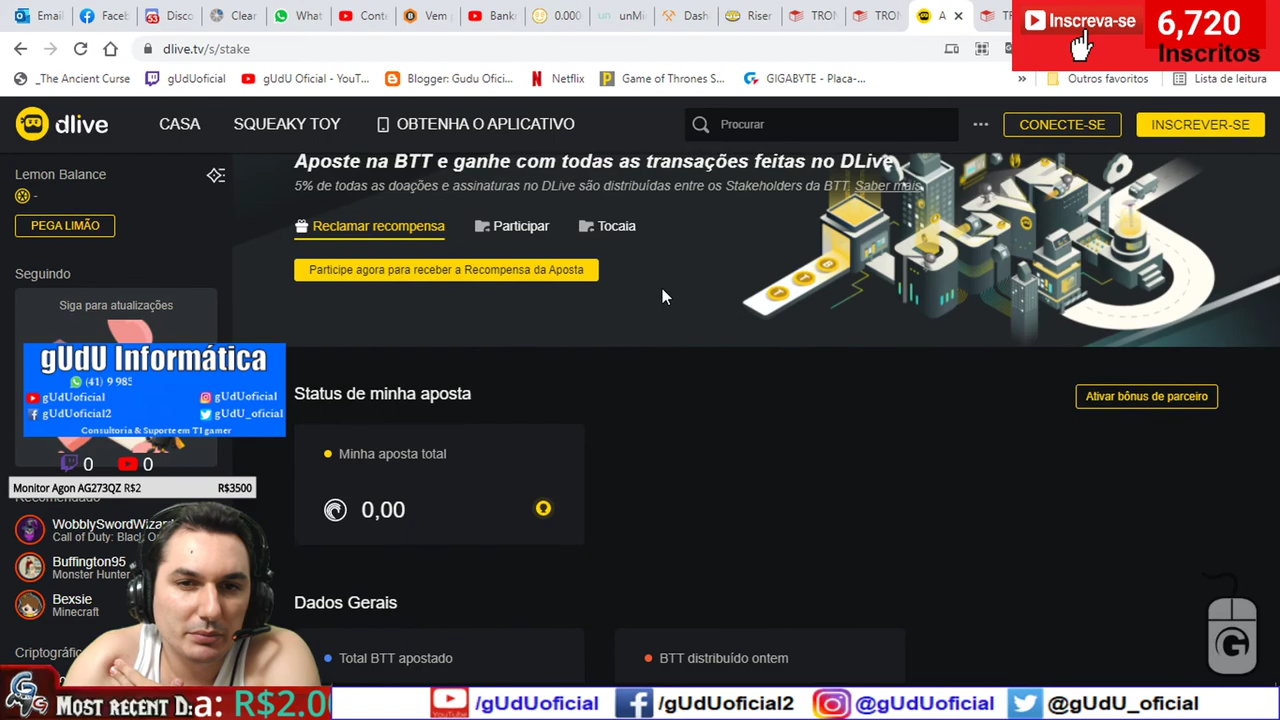 Email
Faceb
Disco
Clear
What
Conte
Vem p
Bankr
0.000
unMi
Dash
Riser
TRON
TRON
A
Inscreva-se
6,720
Inscritos
dlive.tv/s/stake
_The Ancient Curse
gUdUoficial
gUdU Oficial - YouT...
Blogger: Gudu Ofici...
Netflix
Game of Thrones S...
GIGABYTE - Placa-...
»
Outros favoritos
Lista de leitura
dlive
CASA
SQUEAKY TOY
OBTENHA O APLICATIVO
Procurar
CONECTE-SE
INSCREVER-SE
Lemon Balance
-
PEGA LIMÃO
Seguindo
Siga para atualizações
Aposte na BTT e ganhe com todas as transações feitas no DLive
5% de todas as doações e assinaturas no DLive são distribuídas entre os Stakeholders da BTT. Saber mais
Reclamar recompensa
Participar
Tocaia
Participe agora para receber a Recompensa da Aposta
B
T
T
gUdU Informática
(41) 9 985
gUdUoficial
gUdUoficial
gUdUoficial2
gUdU_oficial
Consultoria & Suporte em TI gamer
0
0
Monitor Agon AG273QZ R$2
R$3500
WobblySwordWizard
Call of Duty: Black
Buffington95
Monster Hunter
Bexsie
Minecraft
Criptográfic
Status de minha aposta
Ativar bônus de parceiro
Minha aposta total
0,00
Dados Gerais
Total BTT apostado
BTT distribuído ontem
G
Most recent D:a: R$2.0
/gUdUoficial
/gUdUoficial2
@gUdUoficial
@gUdU_oficial